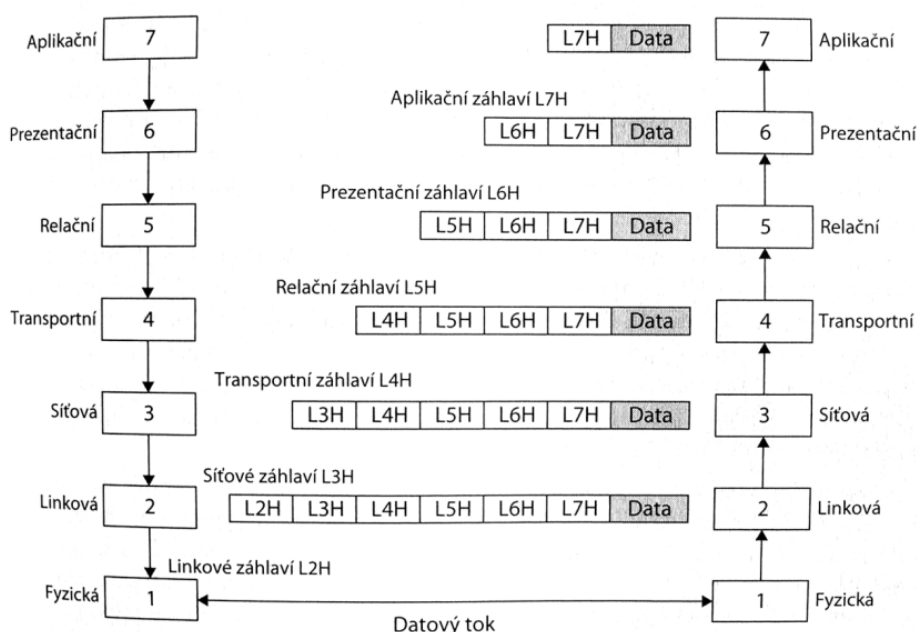 Aplikační 7 L7H Data 7 Aplikační
Aplikační záhlaví L7H
Prezentační 6 L6H L7H Data 6 Prezentační
Prezentační záhlaví L6H
Relační 5 L5H L6H L7H Data 5 Relační
Relační záhlaví L5H
Transportní 4 L4H L5H L6H L7H Data 4 Transportní
Transportní záhlaví L4H
Síťová 3 L3H L4H L5H L6H L7H Data 3 Síťová
Síťové záhlaví L3H
Linková 2 L2H L3H L4H L5H L6H L7H Data 2 Linková
Linkové záhlaví L2H
Fyzická 1 1 Fyzická
Datový tok